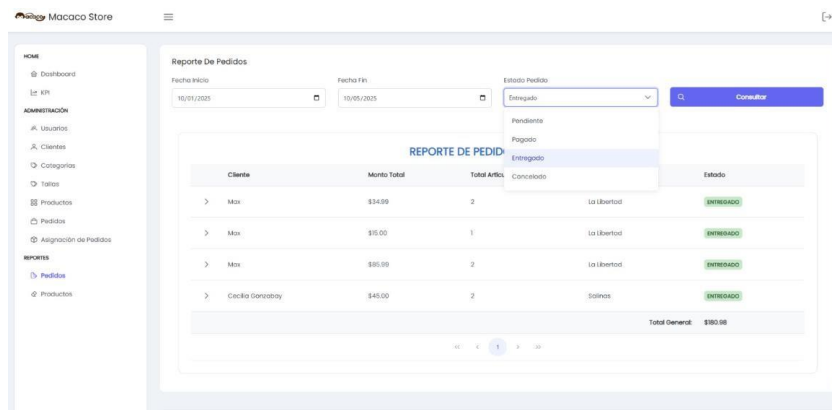 Macaco Macaco Store
HOME
Dashboard
KPI
ADMINISTRACIÓN
Usuarios
Clientes
Categorías
Tallas
Productos
Pedidos
Asignación de Pedidos
REPORTES
Pedidos
Productos
Reporte De Pedidos
Fecha Inicio Fecha Fin Estado Pedido
10/01/2025 10/05/2025 Entregado Consultar
Pendiente
Pagado
Entregado
Cancelado
REPORTE DE PEDIDO
Cliente Monto Total Total Artícu Estado
Max $34.99 2 La Libertad ENTREGADO
Max $15.00 1 La Libertad ENTREGADO
Max $85.99 2 La Libertad ENTREGADO
Cecilia Gonzabay $45.00 2 Salinas ENTREGADO
Total General: $180.98
<< < 1 > >>